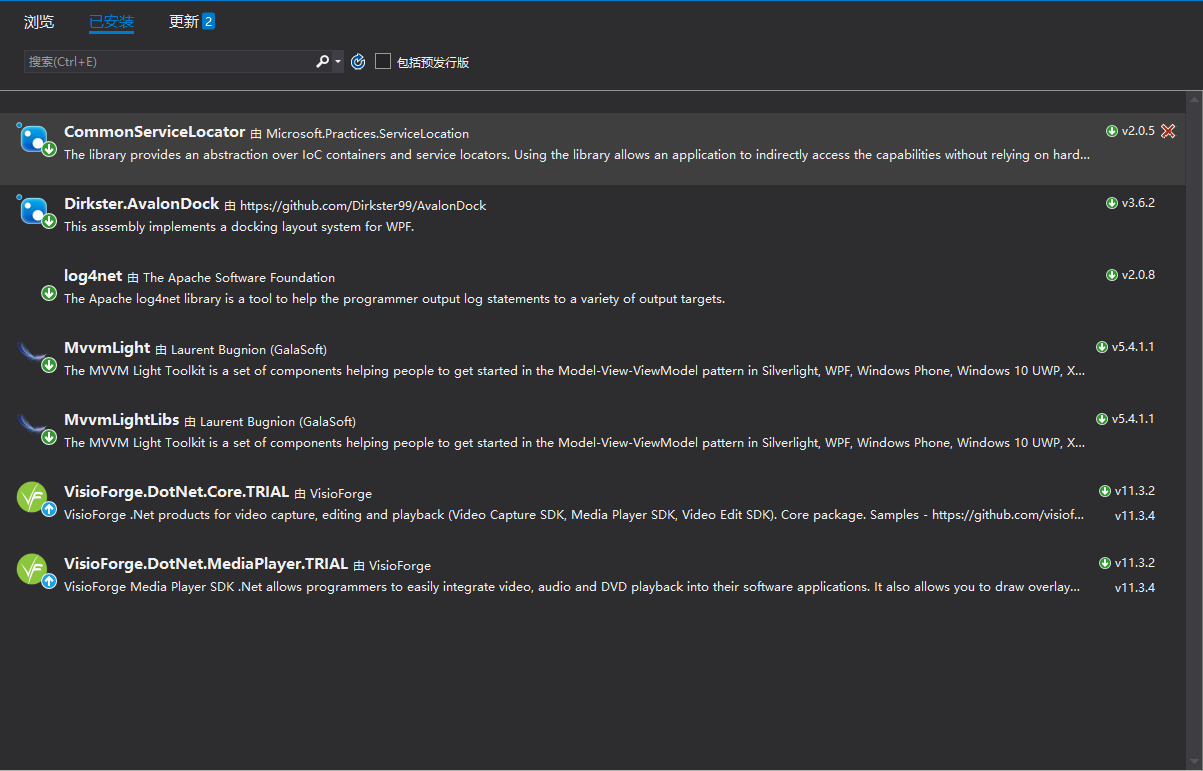 浏览 已安装 更新 2
搜索(Ctrl+E) 包括预发行版
CommonServiceLocator 由 Microsoft.Practices.ServiceLocation v2.0.5
The library provides an abstraction over IoC containers and service locators. Using the library allows an application to indirectly access the capabilities without relying on hard...
Dirkster.AvalonDock 由 https://github.com/Dirkster99/AvalonDock v3.6.2
This assembly implements a docking layout system for WPF.
log4net 由 The Apache Software Foundation v2.0.8
The Apache log4net library is a tool to help the programmer output log statements to a variety of output targets.
MvvmLight 由 Laurent Bugnion (GalaSoft) v5.4.1.1
The MVVM Light Toolkit is a set of components helping people to get started in the Model-View-ViewModel pattern in Silverlight, WPF, Windows Phone, Windows 10 UWP, X...
MvvmLightLibs 由 Laurent Bugnion (GalaSoft) v5.4.1.1
The MVVM Light Toolkit is a set of components helping people to get started in the Model-View-ViewModel pattern in Silverlight, WPF, Windows Phone, Windows 10 UWP, X...
VisioForge.DotNet.Core.TRIAL 由 VisioForge v11.3.2
VisioForge .Net products for video capture, editing and playback (Video Capture SDK, Media Player SDK, Video Edit SDK). Core package. Samples - https://github.com/visiof... v11.3.4
VisioForge.DotNet.MediaPlayer.TRIAL 由 VisioForge v11.3.2
VisioForge Media Player SDK .Net allows programmers to easily integrate video, audio and DVD playback into their software applications. It also allows you to draw overlay... v11.3.4